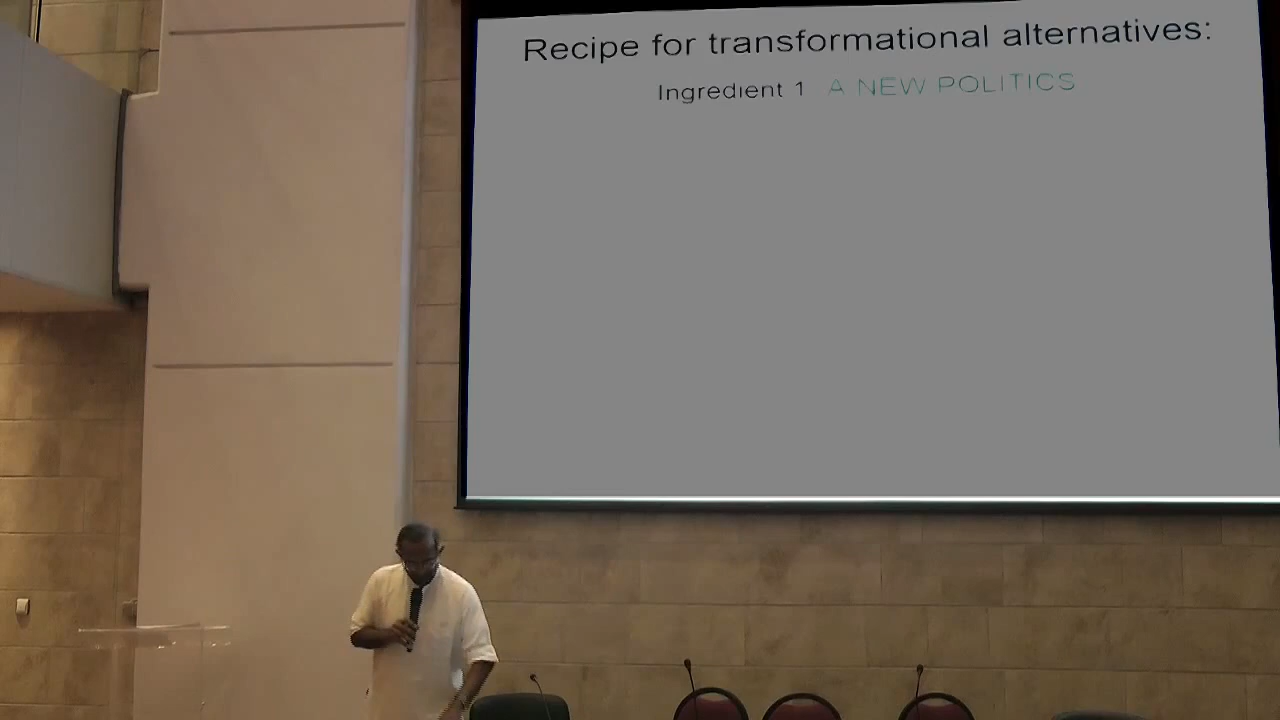 Recipe for transformational alternatives:
Ingredient 1 A NEW POLITICS